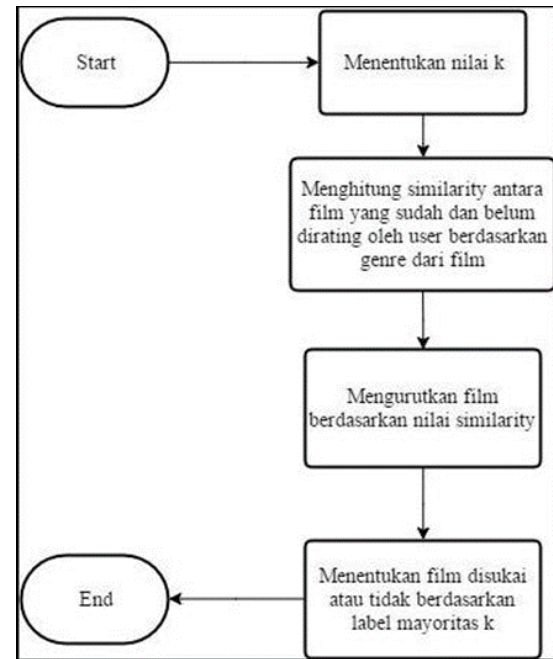 Start
Menentukan nilai k
Menghitung similarity antara
film yang sudah dan belum
dirating oleh user berdasarkan
genre dari film
Mengurutkan film
berdasarkan nilai similarity
Menentukan film disukai
atau tidak berdasarkan
label mayoritas k
End